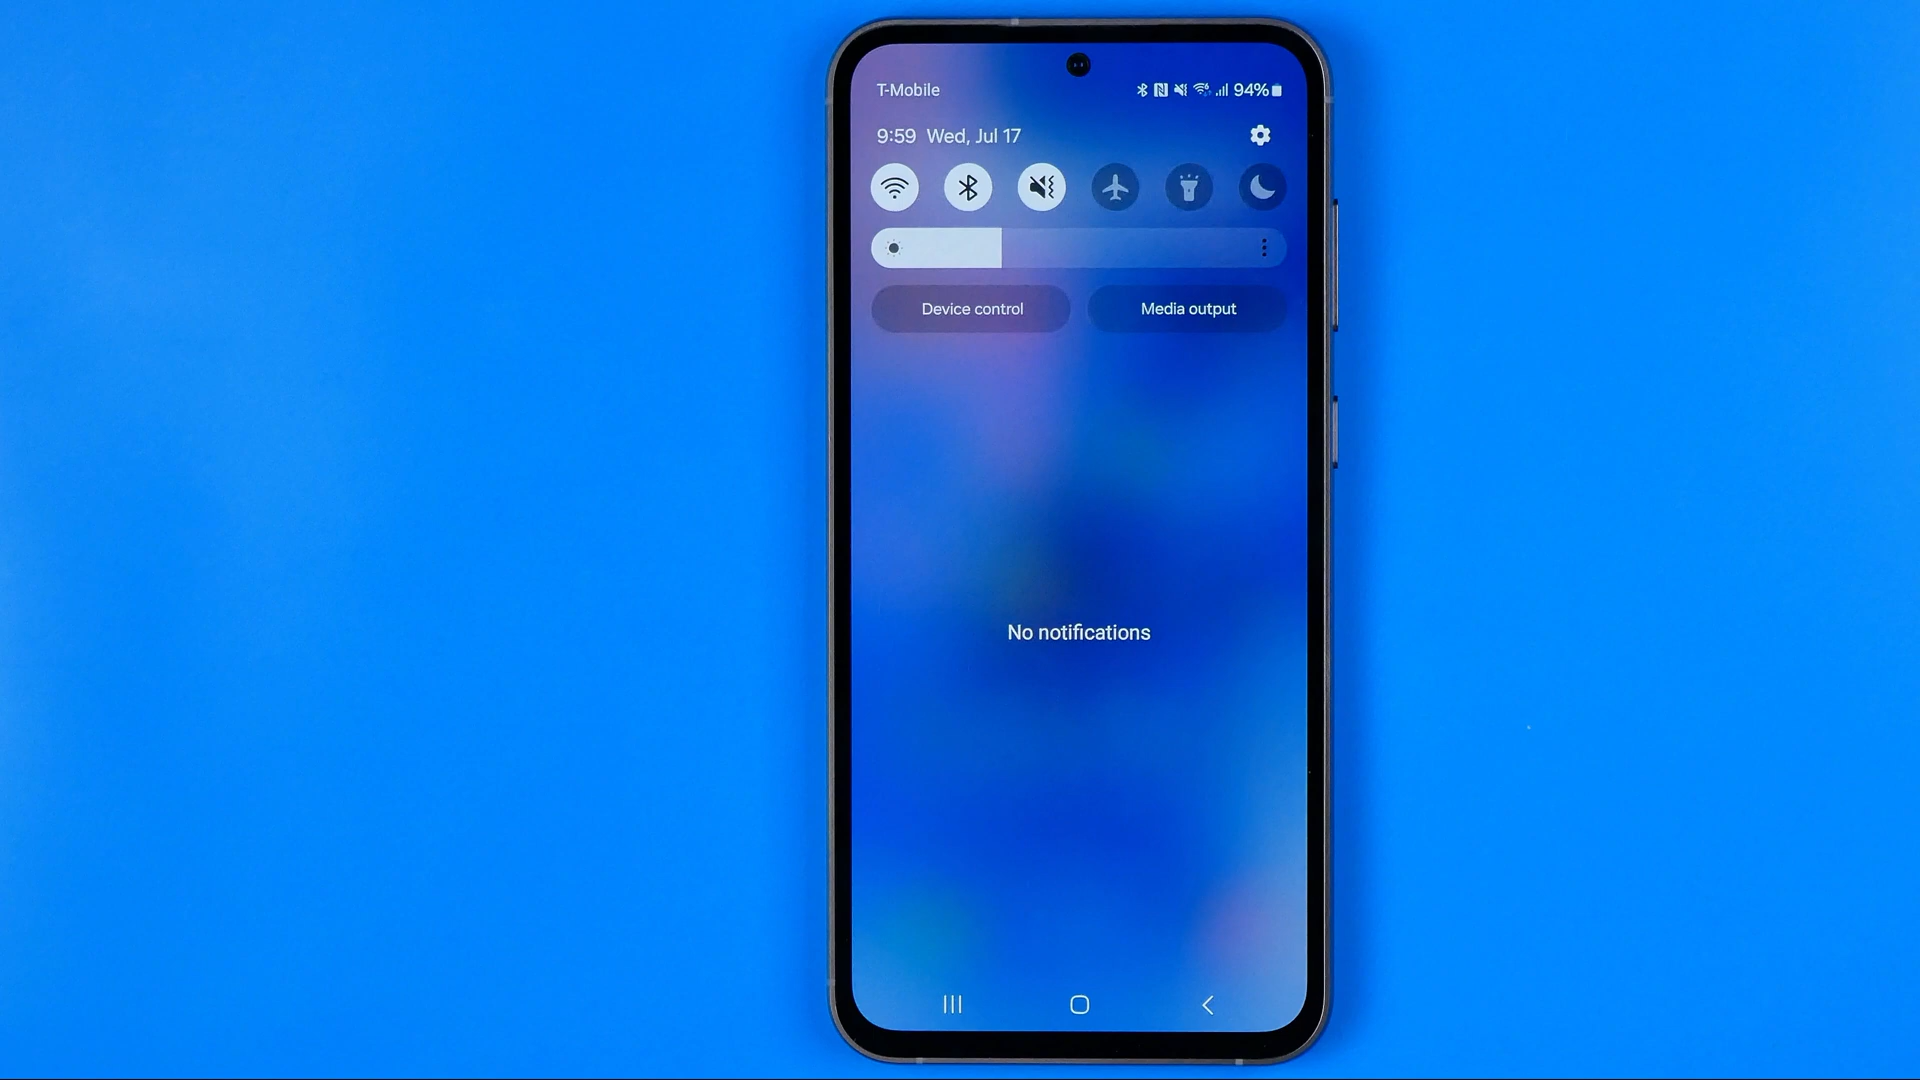 T-Mobile 94%
9:59 Wed, Jul 17
Device control Media output
No notifications